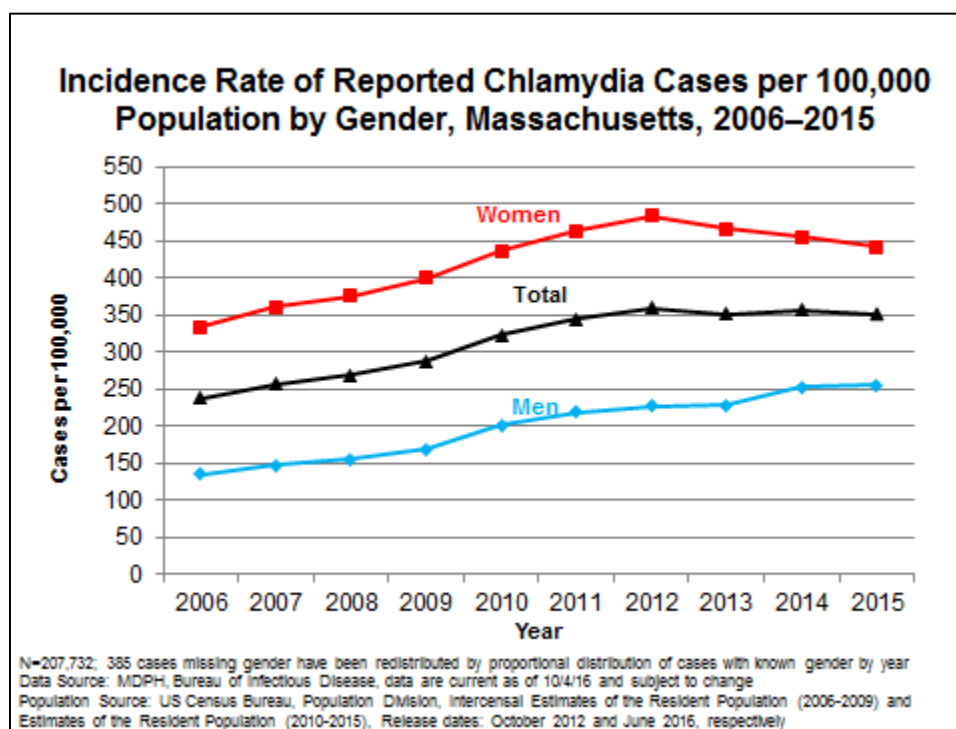 Incidence Rate of Reported Chlamydia Cases per 100,000
Population by Gender, Massachusetts, 2006–2015
550
500
450
400
350
300
250
200
150
100
50
0
Cases per 100,000
Women
Total
Men
2006 2007 2008 2009 2010 2011 2012 2013 2014 2015
Year
N=207,732; 385 cases missing gender have been redistributed by proportional distribution of cases with known gender by year
Data Source: MDPH, Bureau of Infectious Disease, data are current as of 10/4/16 and subject to change
Population Source: US Census Bureau, Population Division, Intercensal Estimates of the Resident Population (2006-2009) and
Estimates of the Resident Population (2010-2015), Release dates: October 2012 and June 2016, respectively